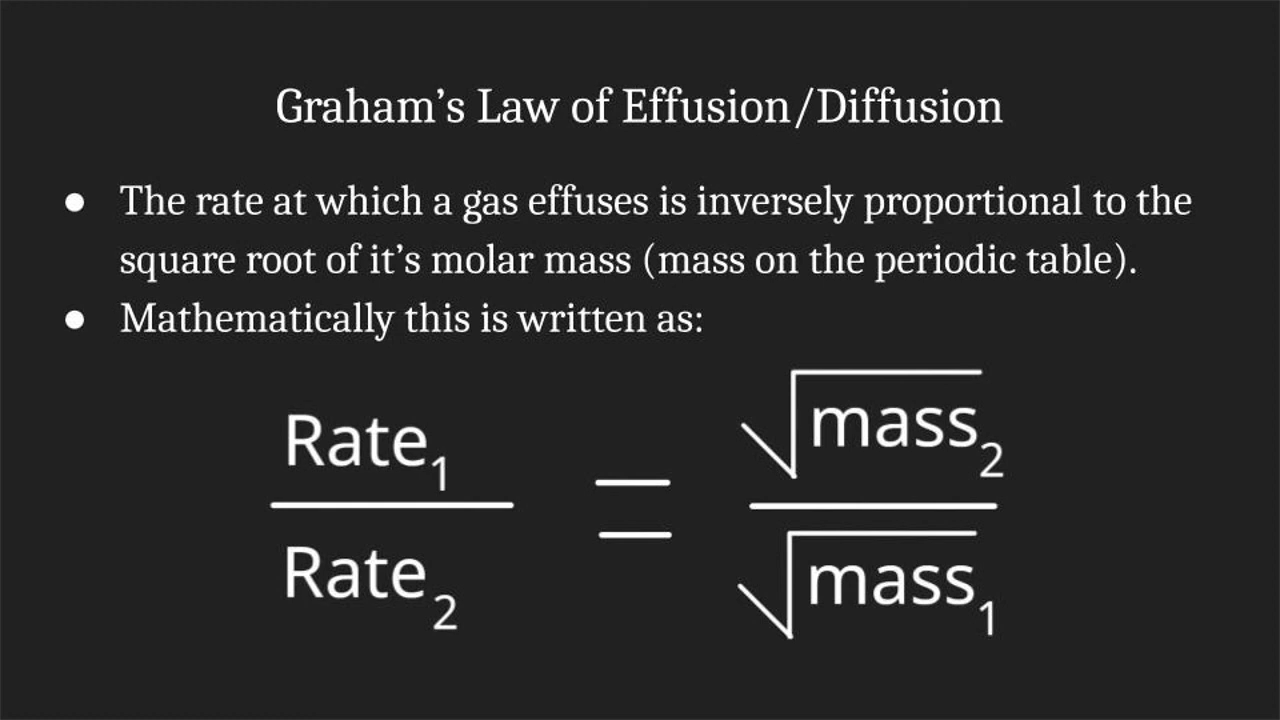 Graham’s Law of Effusion/Diffusion
● The rate at which a gas effuses is inversely proportional to the
square root of it’s molar mass (mass on the periodic table).
● Mathematically this is written as:
Rate₁ / Rate₂ = √mass₂ / √mass₁